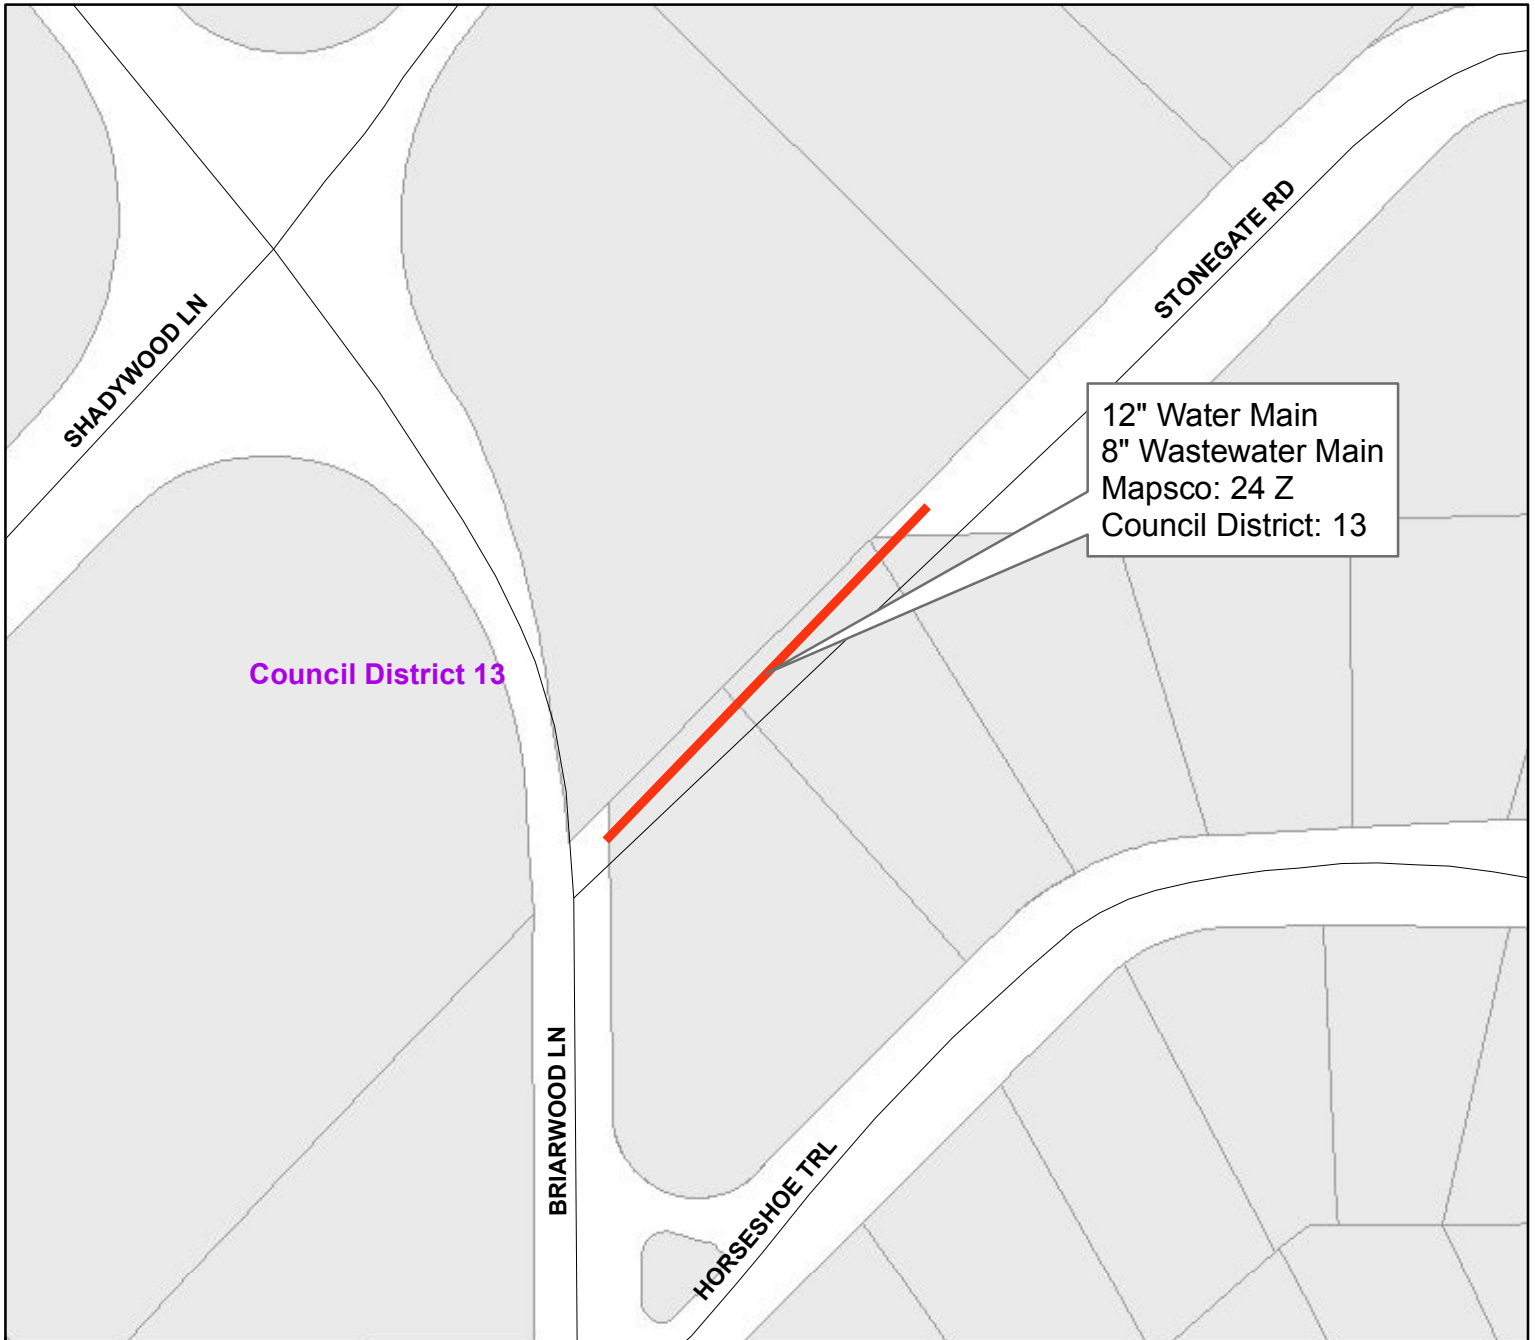 STONEGATE RD
SHADYWOOD LN
12" Water Main
8" Wastewater Main
Mapsco: 24 Z
Council District: 13
Council District 13
BRIARWOOD LN
HORSESHOE TRL